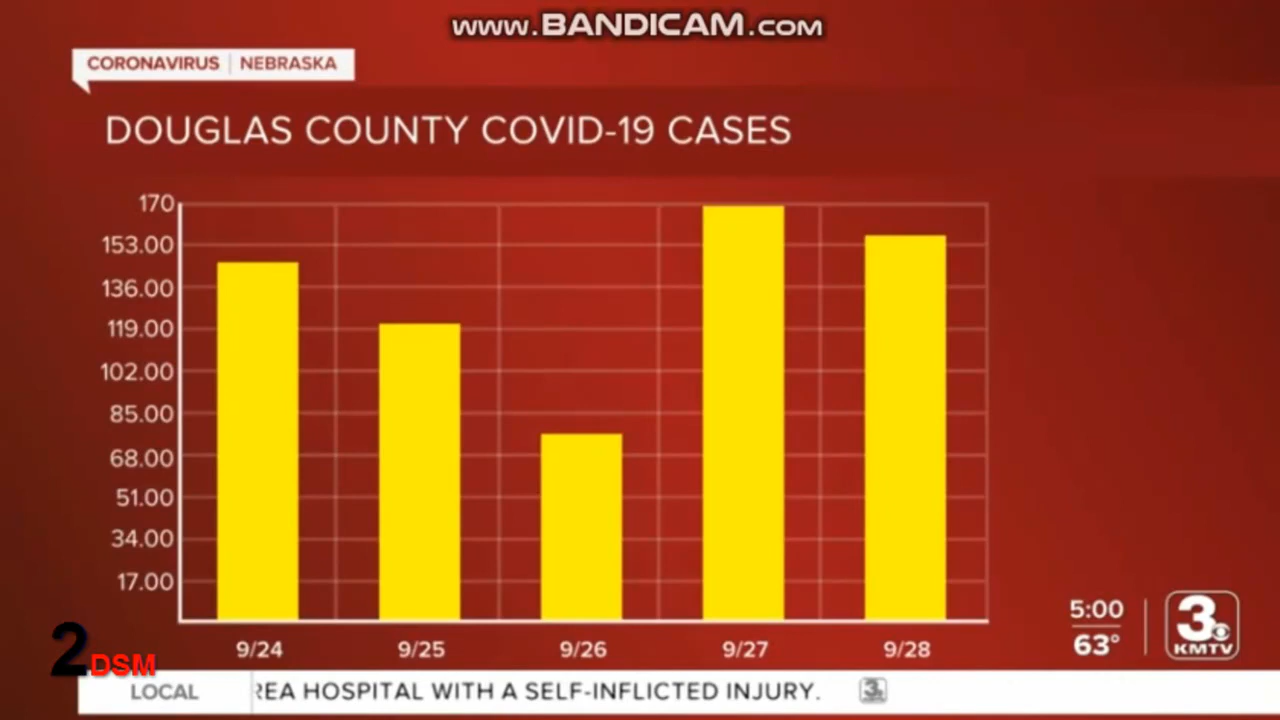 www.BANDICAM.com
CORONAVIRUS | NEBRASKA
DOUGLAS COUNTY COVID-19 CASES
170
153.00
136.00
119.00
102.00
85.00
68.00
51.00
34.00
17.00
9/24 9/25 9/26 9/27 9/28
5:00
63°
3
KMTV
2 DSM
LOCAL
REA HOSPITAL WITH A SELF-INFLICTED INJURY. 3